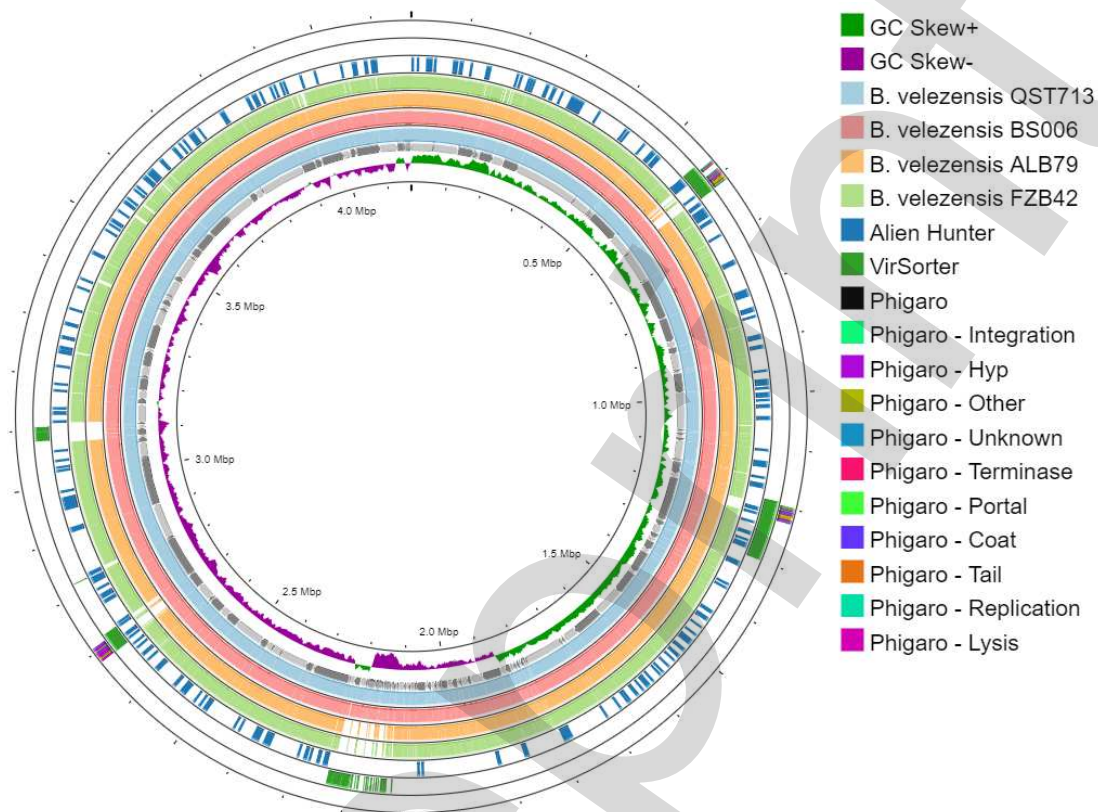 GC Skew+
GC Skew-
B. velezensis QST713
B. velezensis BS006
B. velezensis ALB79
B. velezensis FZB42
Alien Hunter
VirSorter
Phigaro
Phigaro - Integration
Phigaro - Hyp
Phigaro - Other
Phigaro - Unknown
Phigaro - Terminase
Phigaro - Portal
Phigaro - Coat
Phigaro - Tail
Phigaro - Replication
Phigaro - Lysis
4.0 Mbp
0.5 Mbp
3.5 Mbp
1.0 Mbp
3.0 Mbp
1.5 Mbp
2.5 Mbp
2.0 Mbp